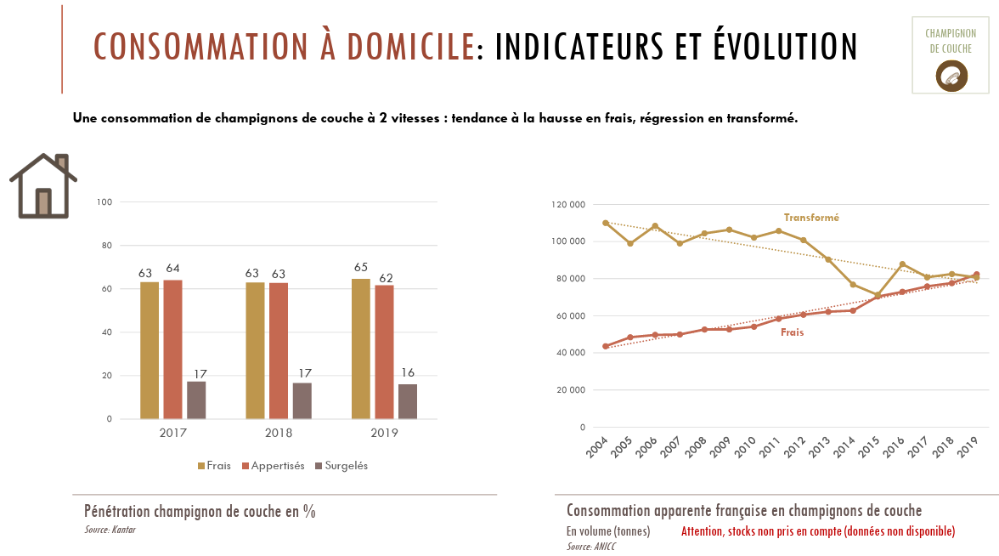 CONSOMMATION À DOMICILE: INDICATEURS ET ÉVOLUTION
CHAMPIGNON
DE COUCHE
Une consommation de champignons de couche à 2 vitesses : tendance à la hausse en frais, régression en transformé.
100
80
60
40
20
0
63 64 17
63 63 17
65 62 16
2017 2018 2019
Frais Appertisés Surgelés
Pénétration champignon de couche en %
Source: Kantar
120 000
100 000
80 000
60 000
40 000
20 000
0
Transformé
Frais
2004 2005 2006 2007 2008 2009 2010 2011 2012 2013 2014 2015 2016 2017 2018 2019
Consommation apparente française en champignons de couche
En volume (tonnes) Attention, stocks non pris en compte (données non disponible)
Source: ANICC